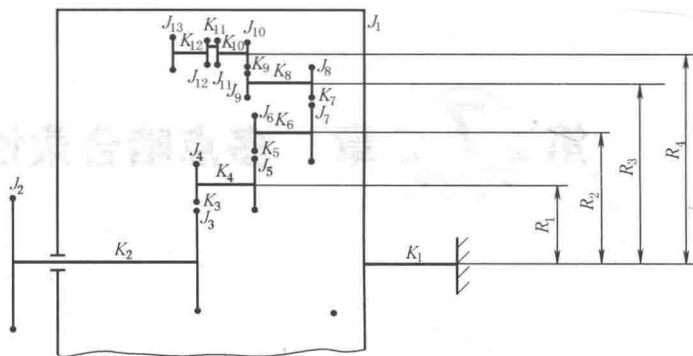 J₁₃
K₁₂
K₁₁
K₁₀
J₁₀
J₁
J₁₂
J₁₁
K₉
K₈
J₈
J₉
K₇
J₇
J₆
K₆
K₅
J₅
J₄
K₄
K₃
J₃
J₂
K₂
K₁
R₁
R₂
R₃
R₄